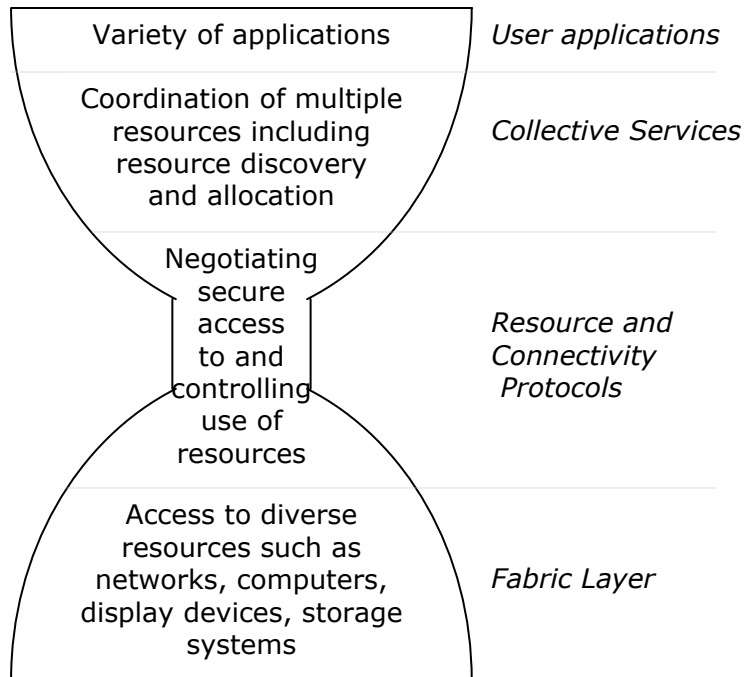 Variety of applications
User applications
Coordination of multiple
resources including
resource discovery
and allocation
Collective Services
Negotiating
secure
access
to and
controlling
use of
resources
Resource and
Connectivity
Protocols
Access to diverse
resources such as
networks, computers,
display devices, storage
systems
Fabric Layer